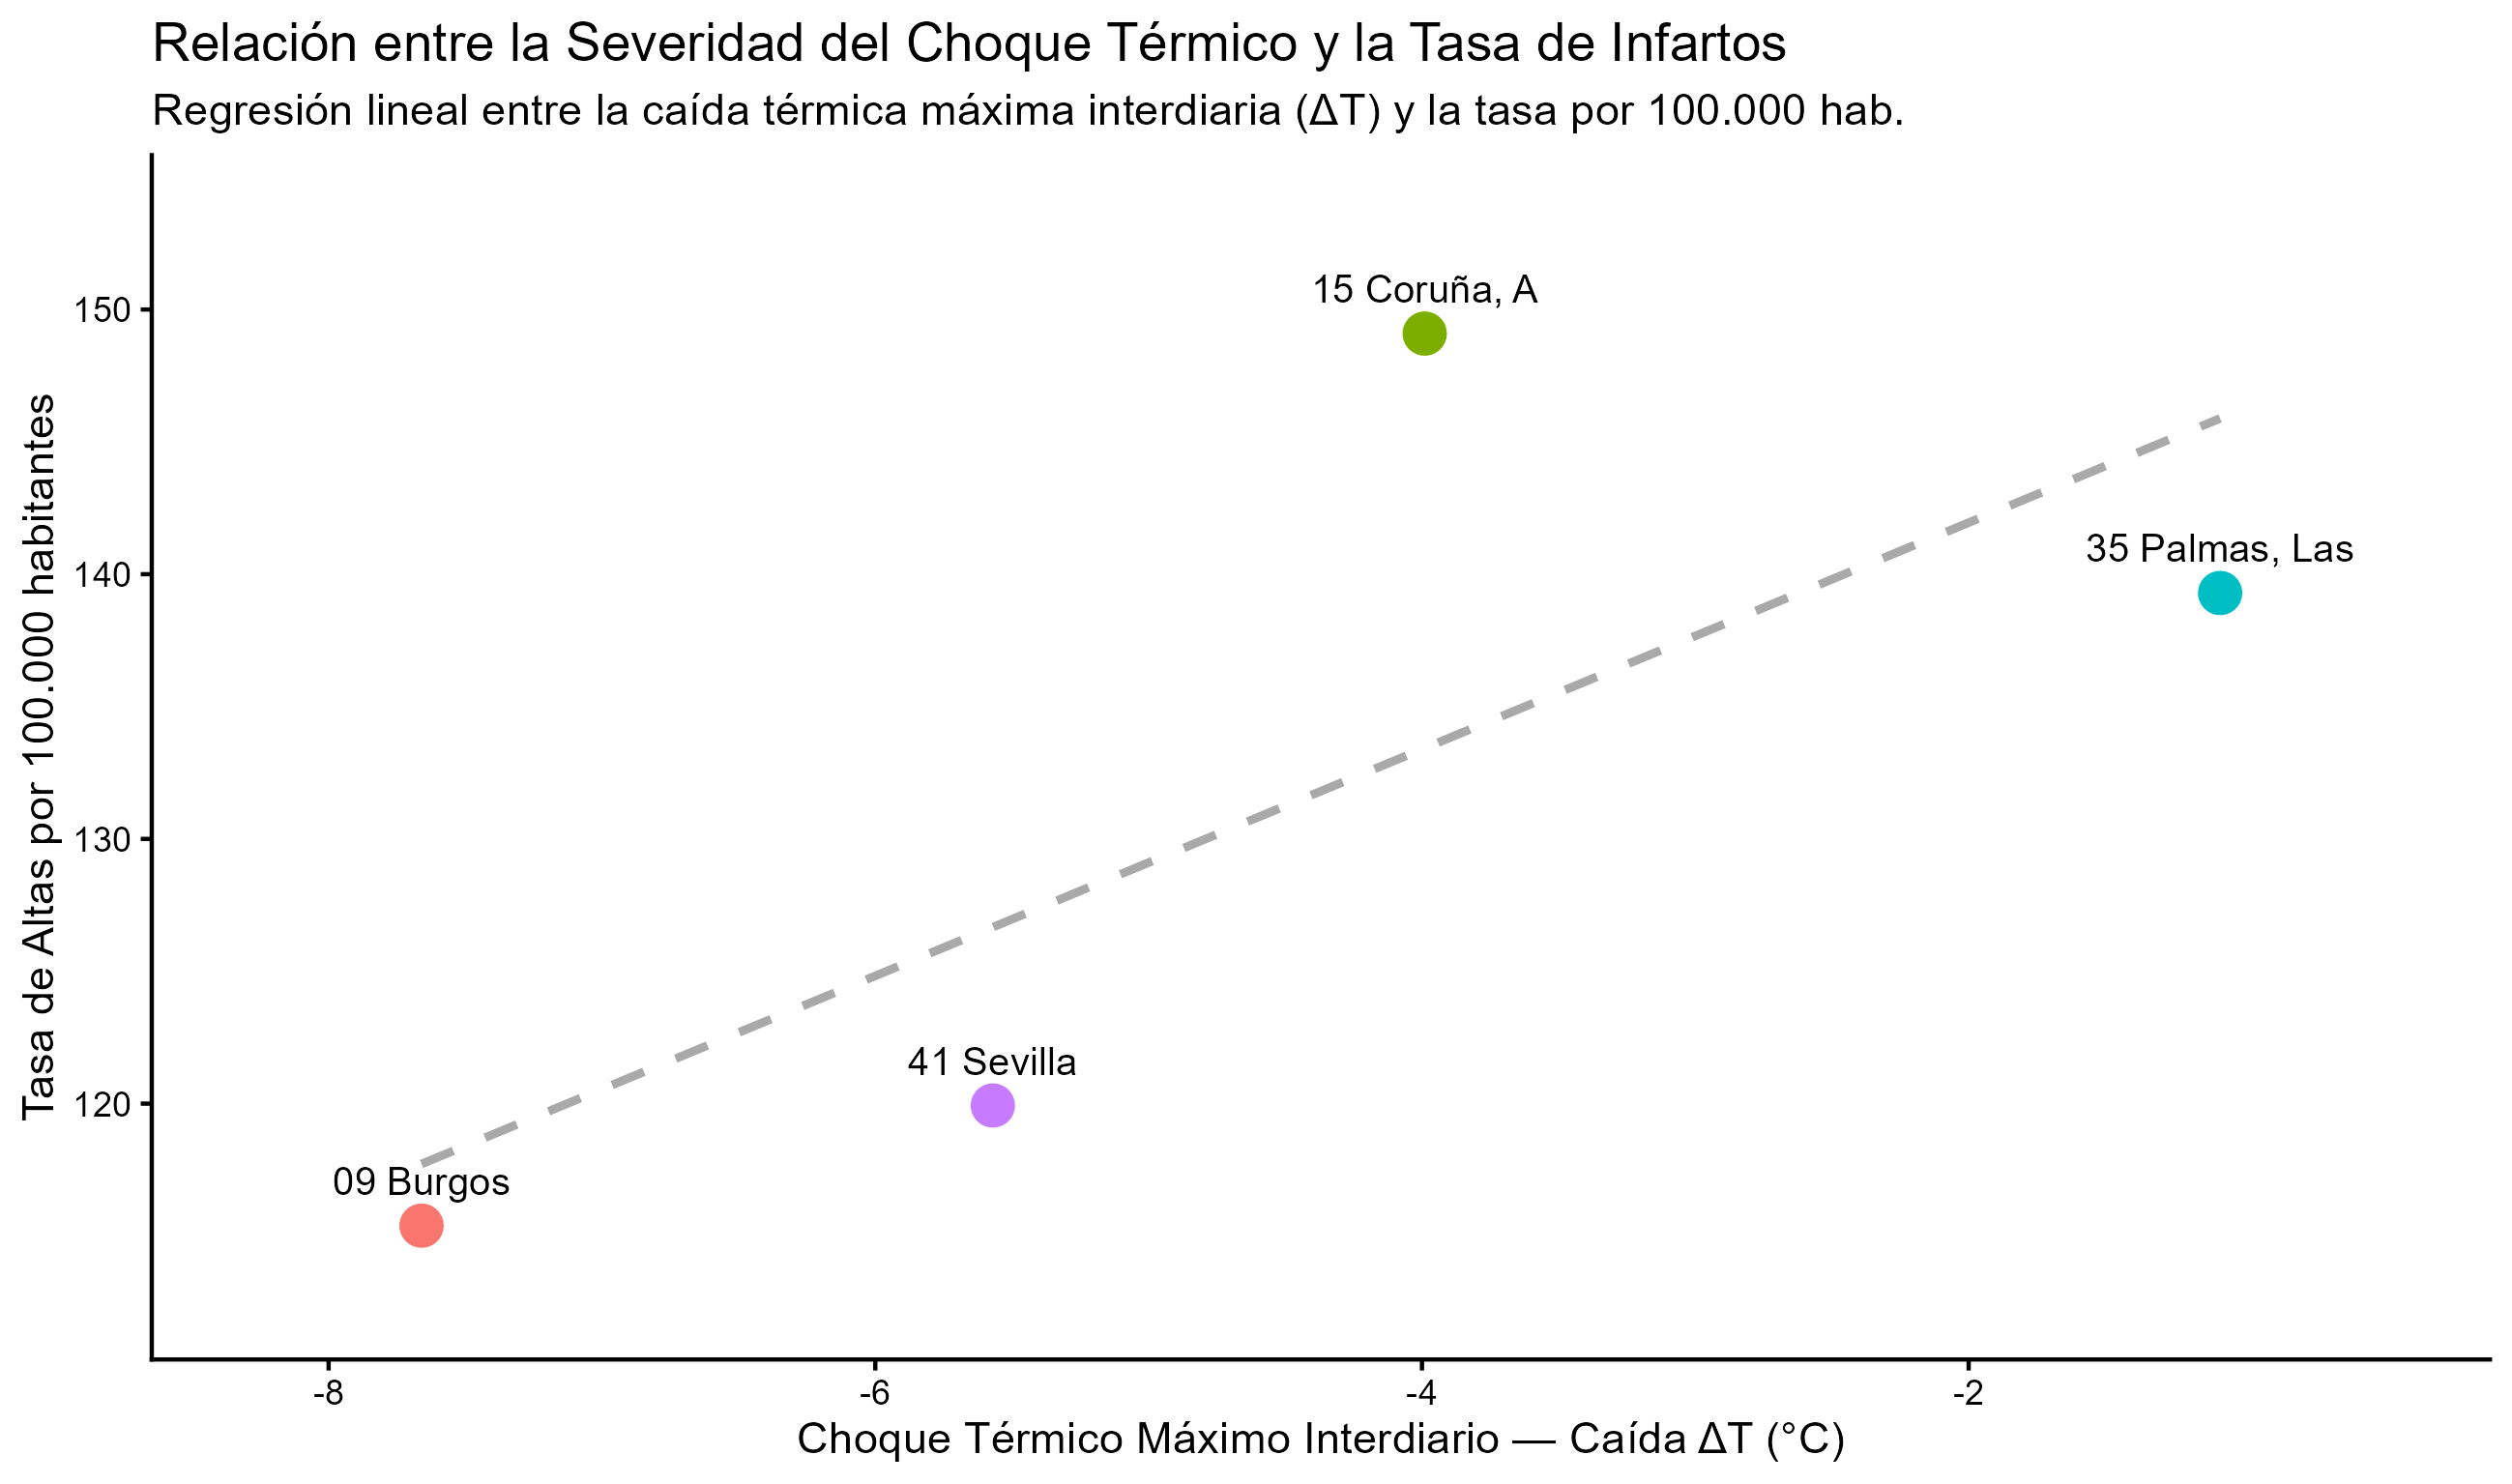 Relación entre la Severidad del Choque Térmico y la Tasa de Infartos
Regresión lineal entre la caída térmica máxima interdiaria (ΔT) y la tasa por 100.000 hab.
Tasa de Altas por 100.000 habitantes
150
140
130
120
15 Coruña, A
35 Palmas, Las
41 Sevilla
09 Burgos
-8
-6
-4
-2
Choque Térmico Máximo Interdiario — Caída ΔT (°C)